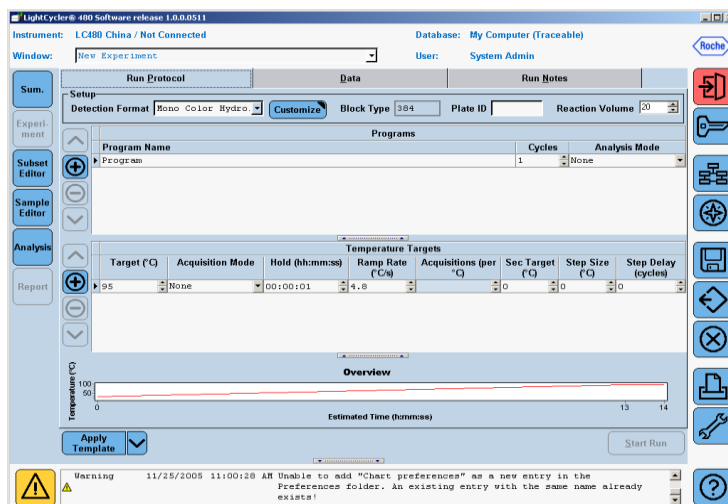 LightCycler® 480 Software release 1.0.0.0511
Instrument: LC480 China / Not Connected Database: My Computer (Traceable)
Window: New Experiment User: System Admin
Roche
Sum.
Experi-
ment
Subset
Editor
Sample
Editor
Analysis
Report
Run Protocol Data Run Notes
Setup
Detection Format Mono Color Hydro. Customize Block Type 384 Plate ID Reaction Volume 20
Programs
Program Name Cycles Analysis Mode
Program 1 None
Temperature Targets
Target (°C) Acquisition Mode Hold (hh:mm:ss) Ramp Rate (°C/s) Acquisitions (per °C) Sec Target (°C) Step Size (°C) Step Delay (cycles)
95 None 00:00:01 4.8 0 0 0
Overview
Temperature (°C)
100
50
0 13 14
Estimated Time (h:mm:ss)
Apply
Template
Start Run
Warning 11/25/2005 11:00:28 AM Unable to add "Chart preferences" as a new entry in the
Preferences folder. An existing entry with the same name already
exists!